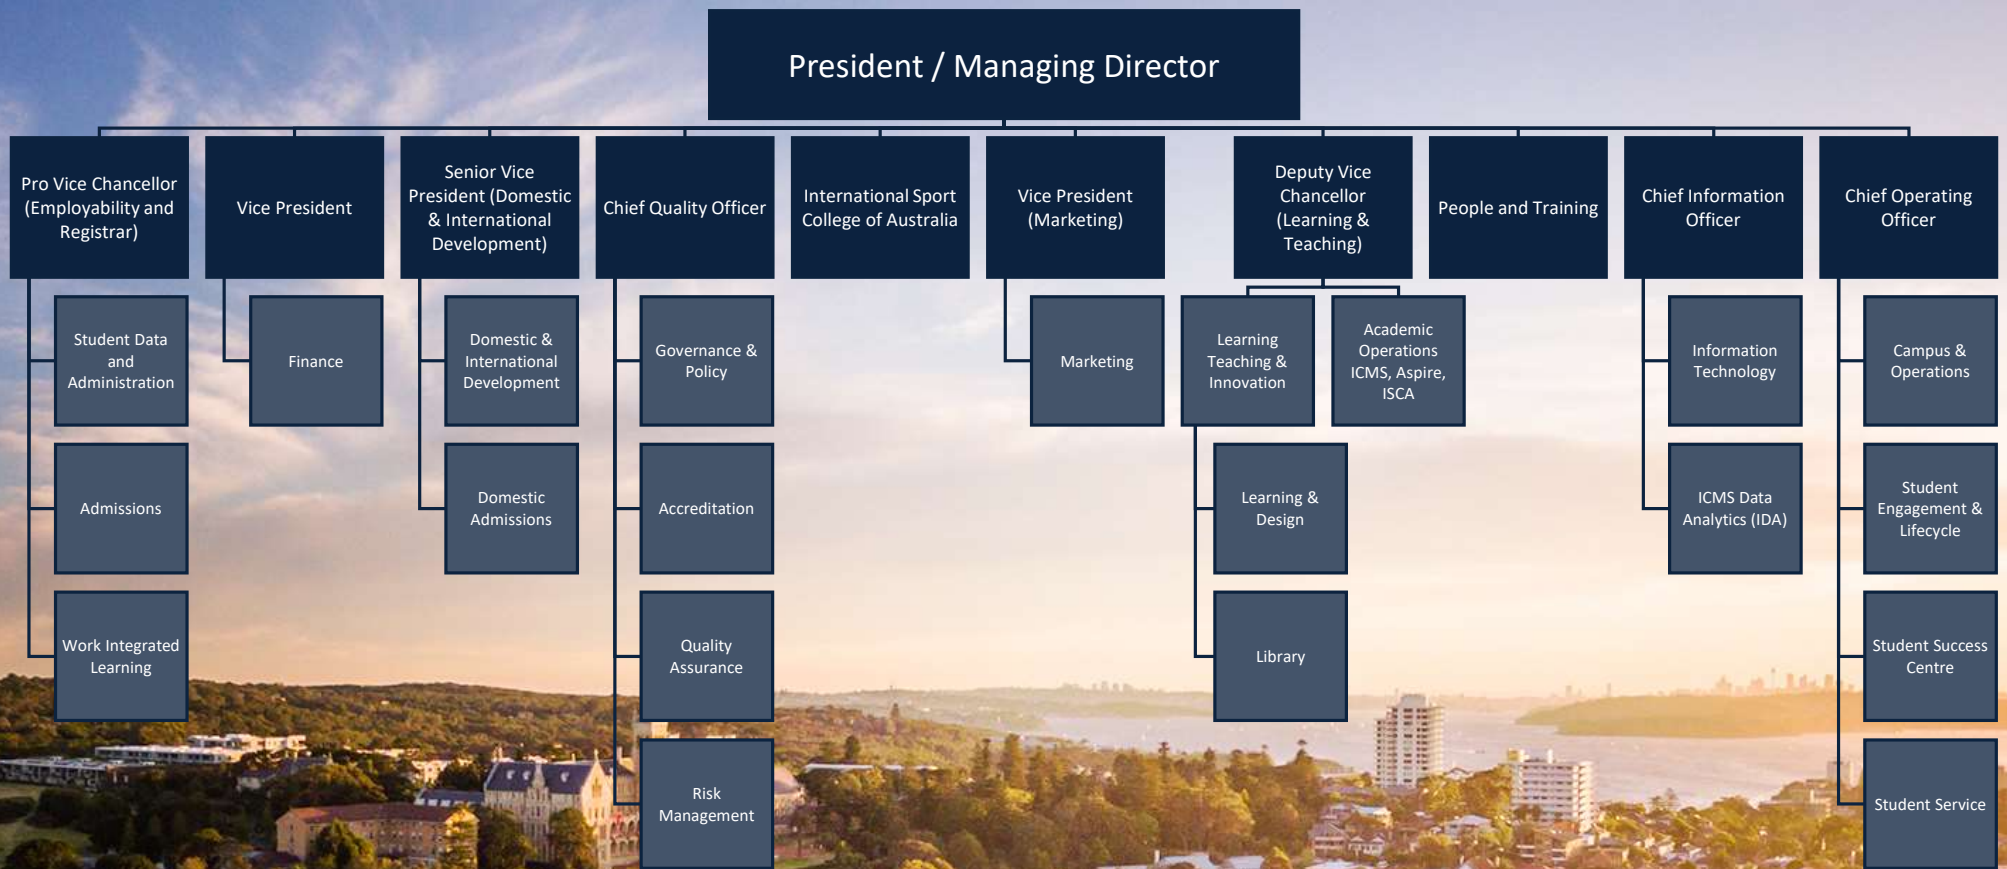 President / Managing Director
Pro Vice Chancellor
(Employability and
Registrar)
Vice President
Senior Vice
President (Domestic
& International
Development)
Chief Quality Officer
International Sport
College of Australia
Vice President
(Marketing)
Deputy Vice
Chancellor
(Learning &
Teaching)
People and Training
Chief Information
Officer
Chief Operating
Officer
Student Data
and
Administration
Finance
Domestic &
International
Development
Governance &
Policy
Marketing
Learning
Teaching &
Innovation
Academic
Operations
ICMS, Aspire,
ISCA
Information
Technology
Campus &
Operations
Admissions
Domestic
Admissions
Accreditation
Learning &
Design
ICMS Data
Analytics (IDA)
Student
Engagement &
Lifecycle
Work Integrated
Learning
Quality
Assurance
Library
Student Success
Centre
Risk
Management
Student Service